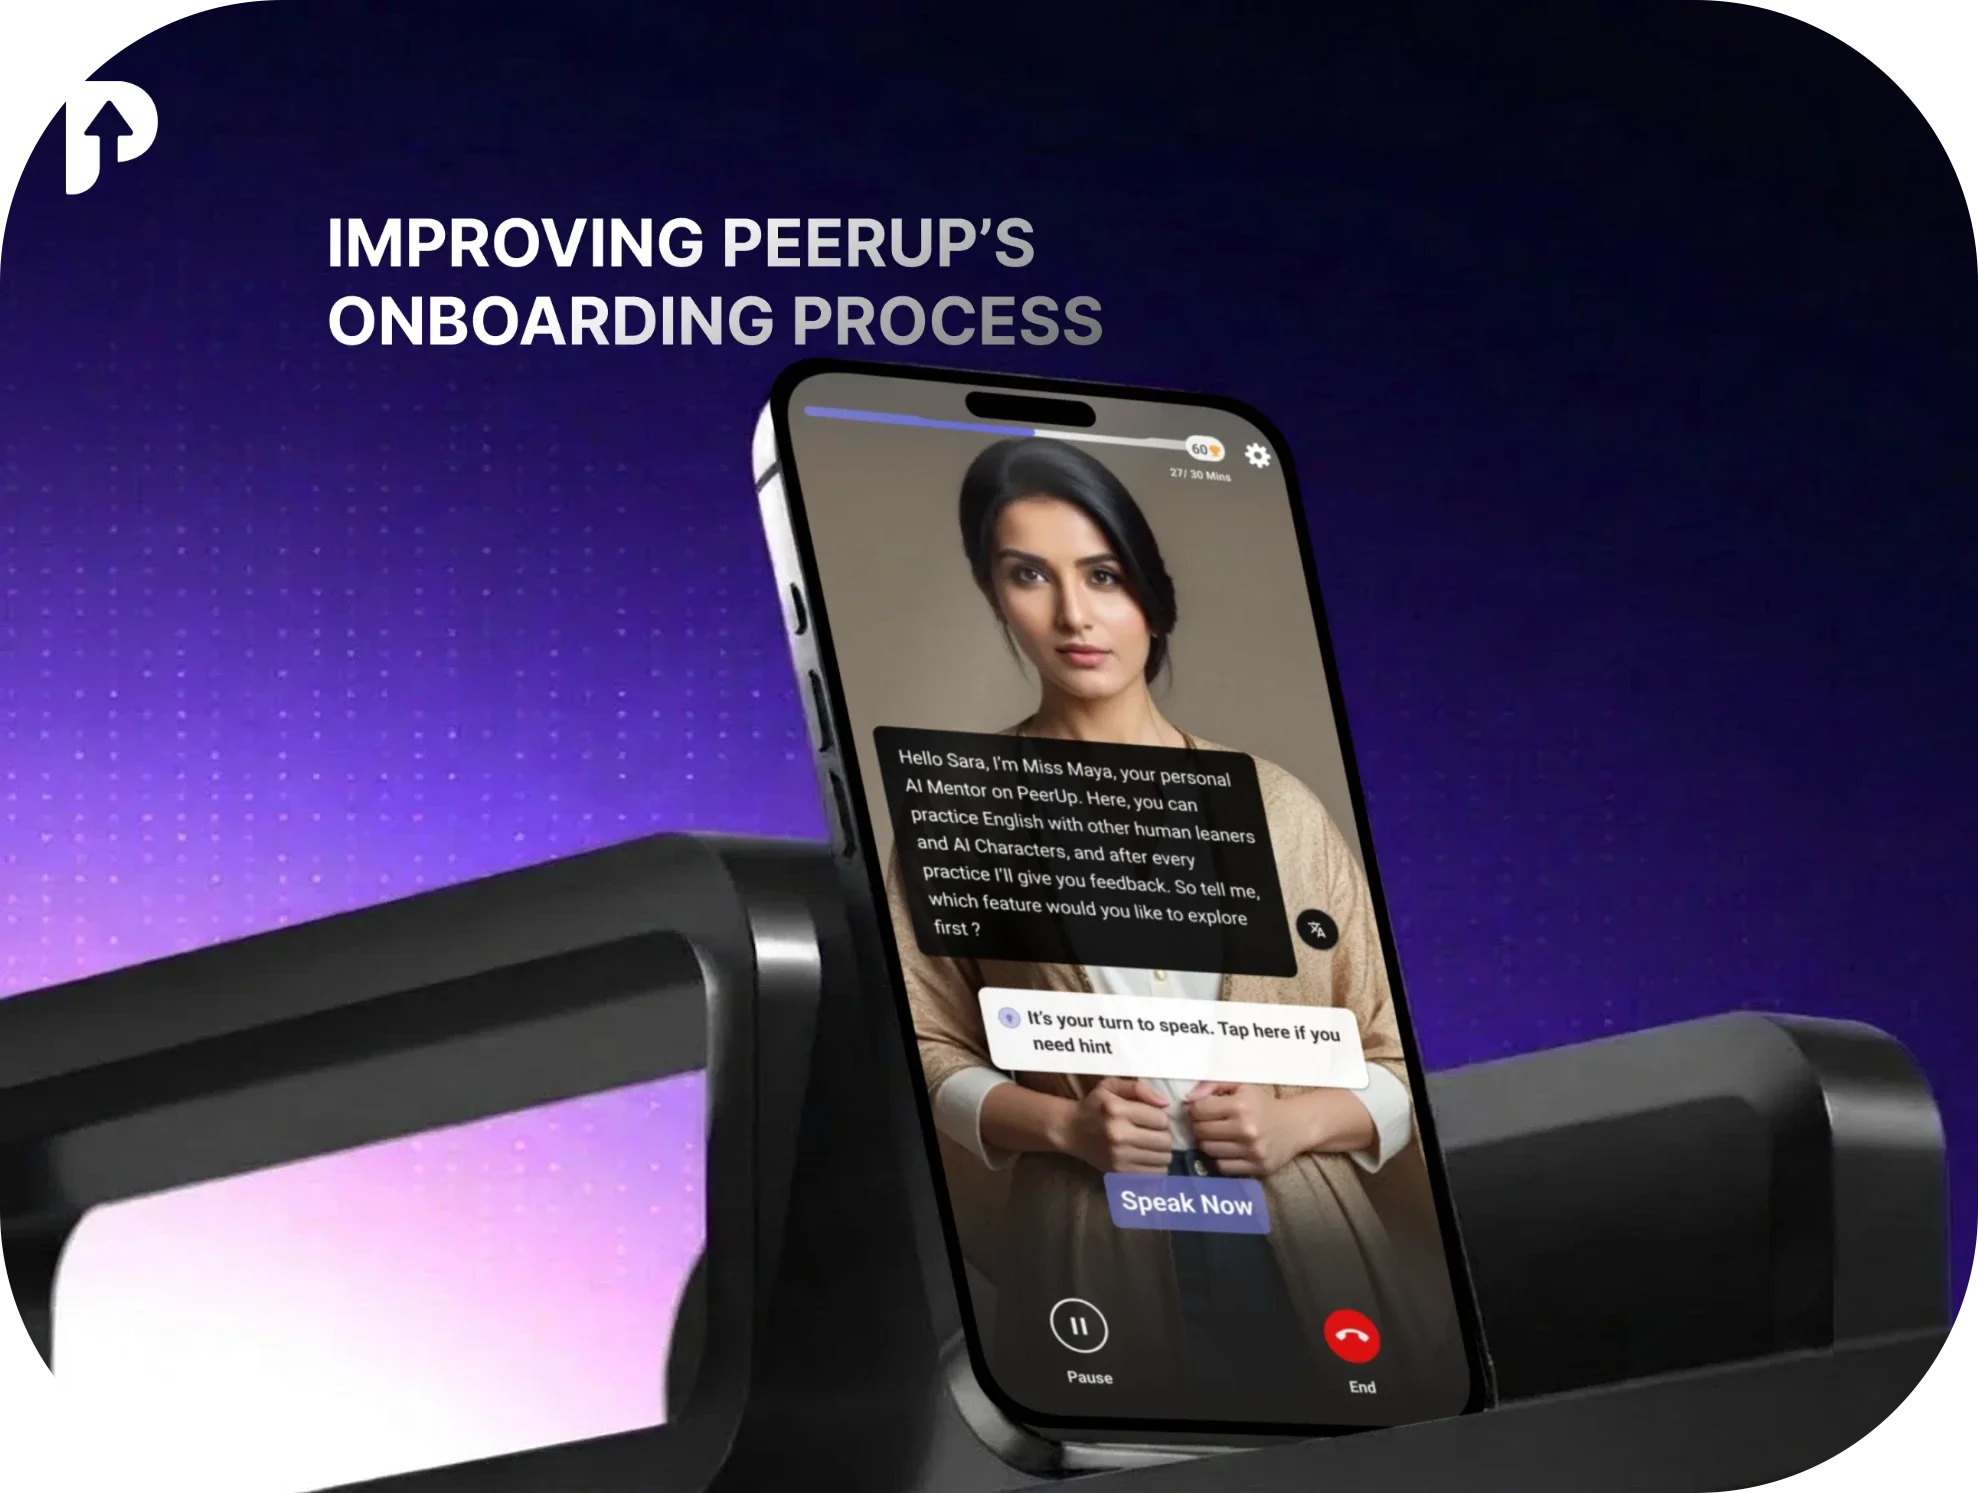 IMPROVING PEERUP’S
ONBOARDING PROCESS
60
27/ 30 Mins
Hello Sara, I'm Miss Maya, your personal
AI Mentor on PeerUp. Here, you can
practice English with other human leaners
and AI Characters, and after every
practice I'll give you feedback. So tell me,
which feature would you like to explore
first ?
It's your turn to speak. Tap here if you
need hint
Speak Now
Pause
End